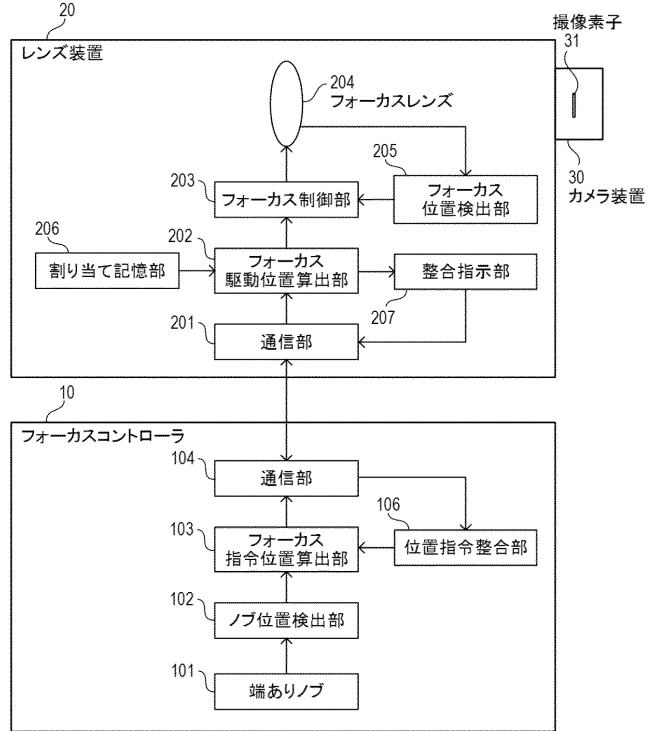 20
撮像素子
31
レンズ装置
204
フォーカスレンズ
30
カメラ装置
205
フォーカス
位置検出部
203
フォーカス制御部
206
割り当て記憶部
202
フォーカス
駆動位置算出部
整合指示部
207
201
通信部
10
フォーカスコントローラ
104
通信部
106
位置指令整合部
103
フォーカス
指令位置算出部
102
ノブ位置検出部
101
端ありノブ